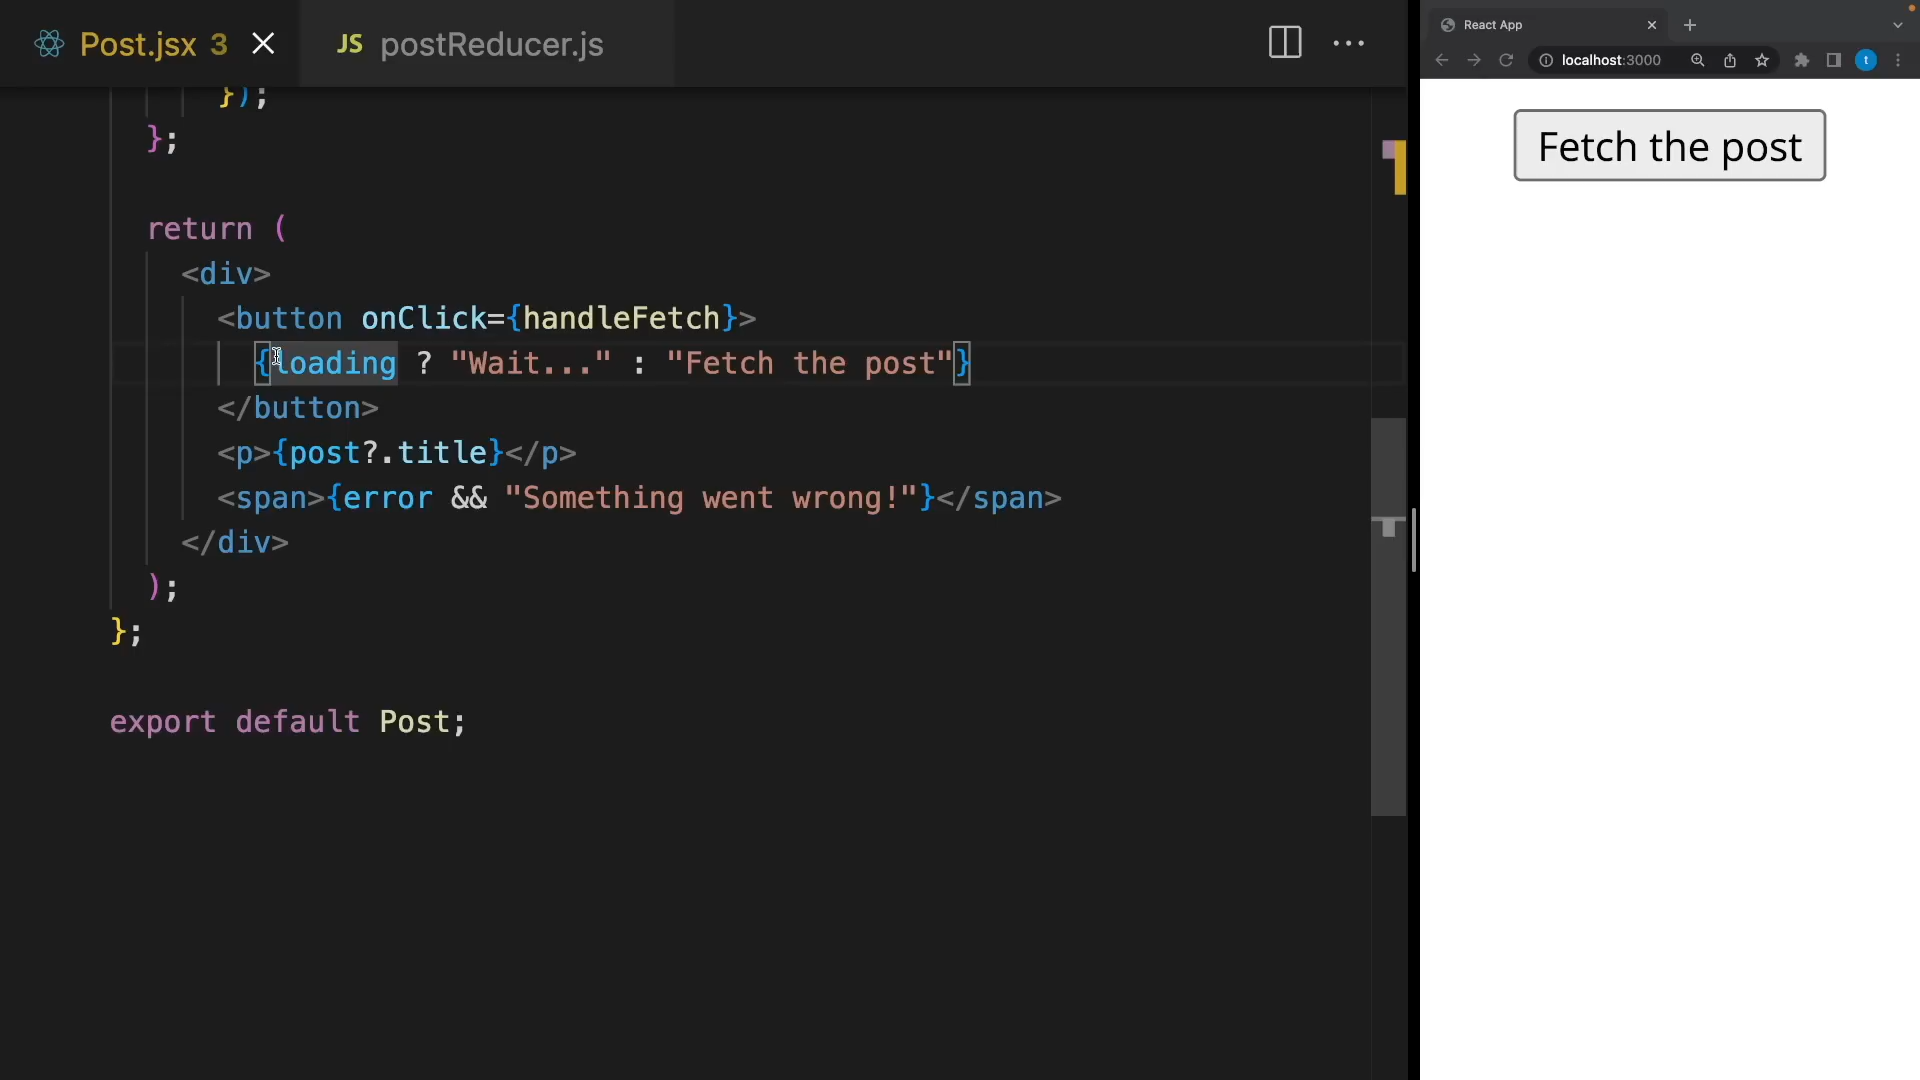 Post.jsx 3
JS postReducer.js
});
};
return (
<div>
<button onClick={handleFetch}>
{loading ? "Wait..." : "Fetch the post"}
</button>
<p>{post?.title}</p>
<span>{error && "Something went wrong!"}</span>
</div>
);
};
export default Post;
React App
localhost:3000
t
Fetch the post